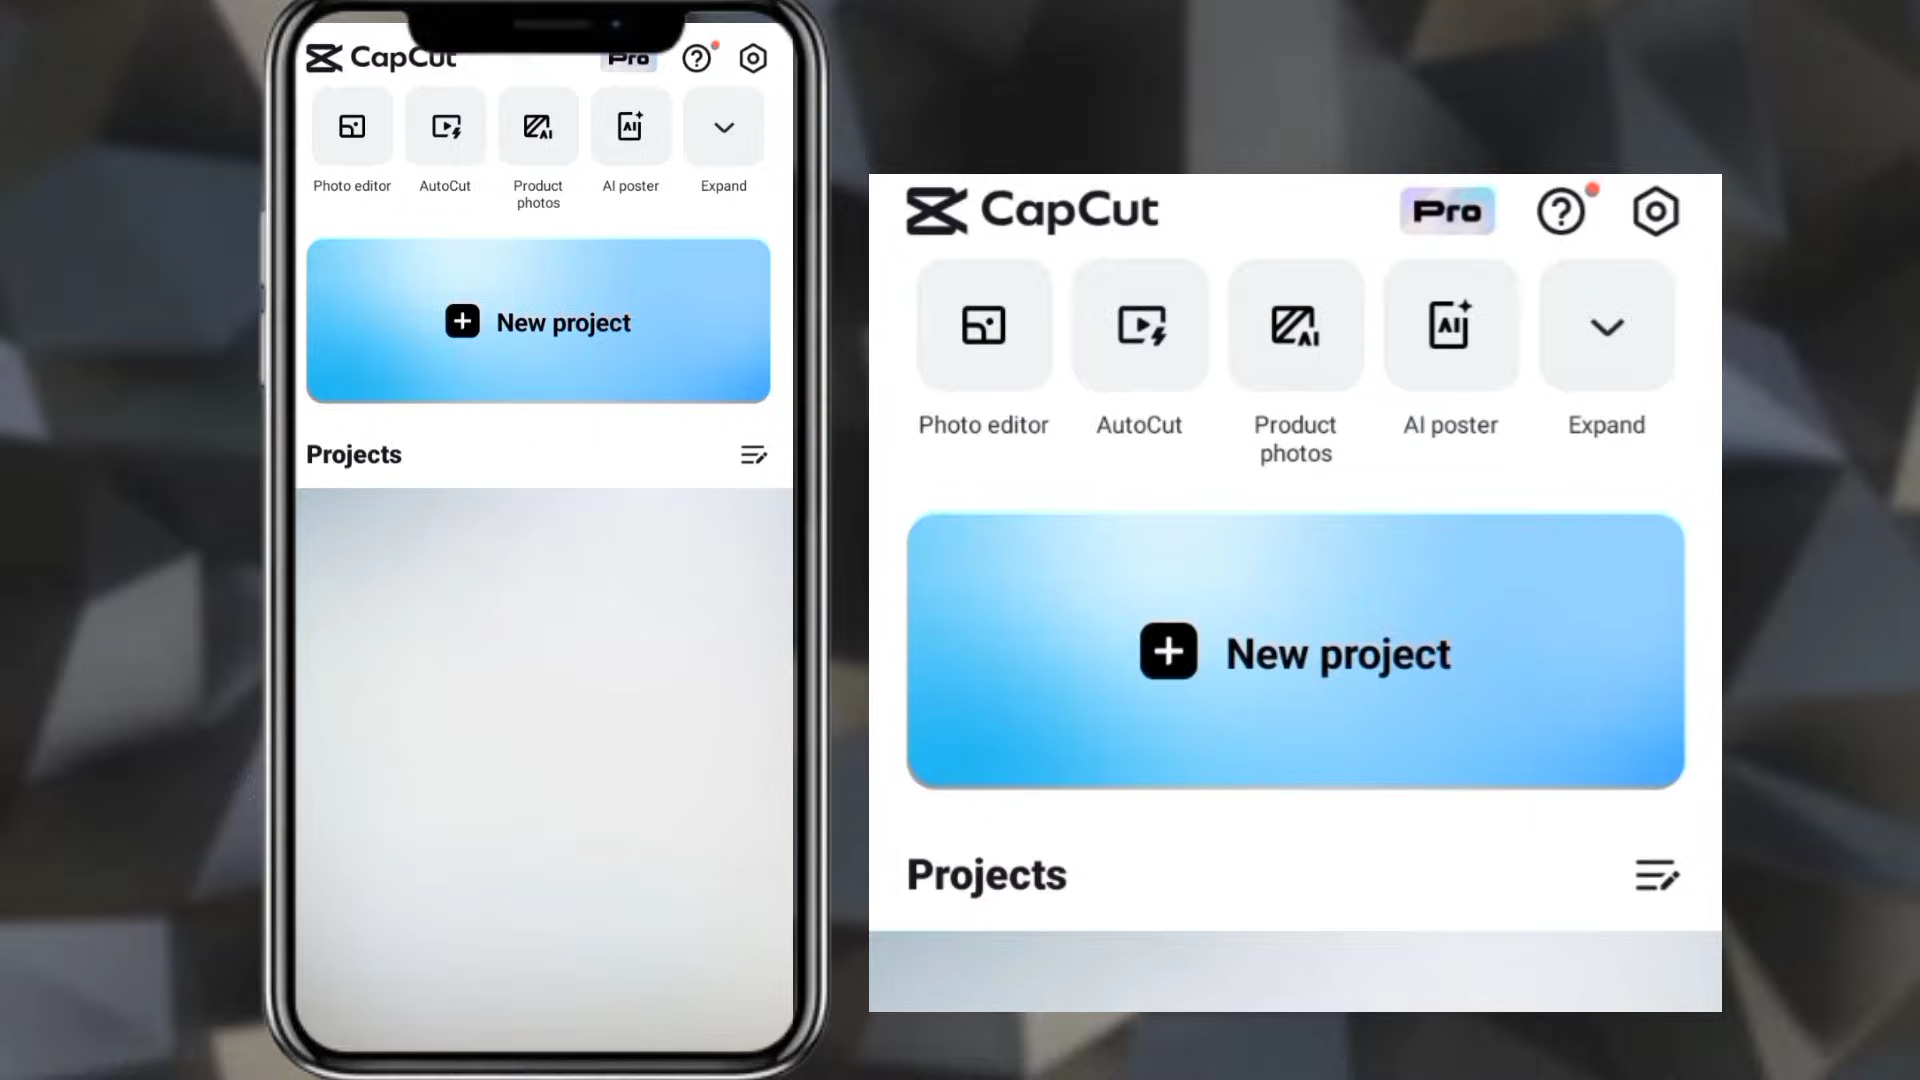 CapCut
Pro
Photo editor
AutoCut
Product
photos
AI poster
Expand
New project
Projects
CapCut
Pro
Photo editor
AutoCut
Product
photos
AI poster
Expand
New project
Projects